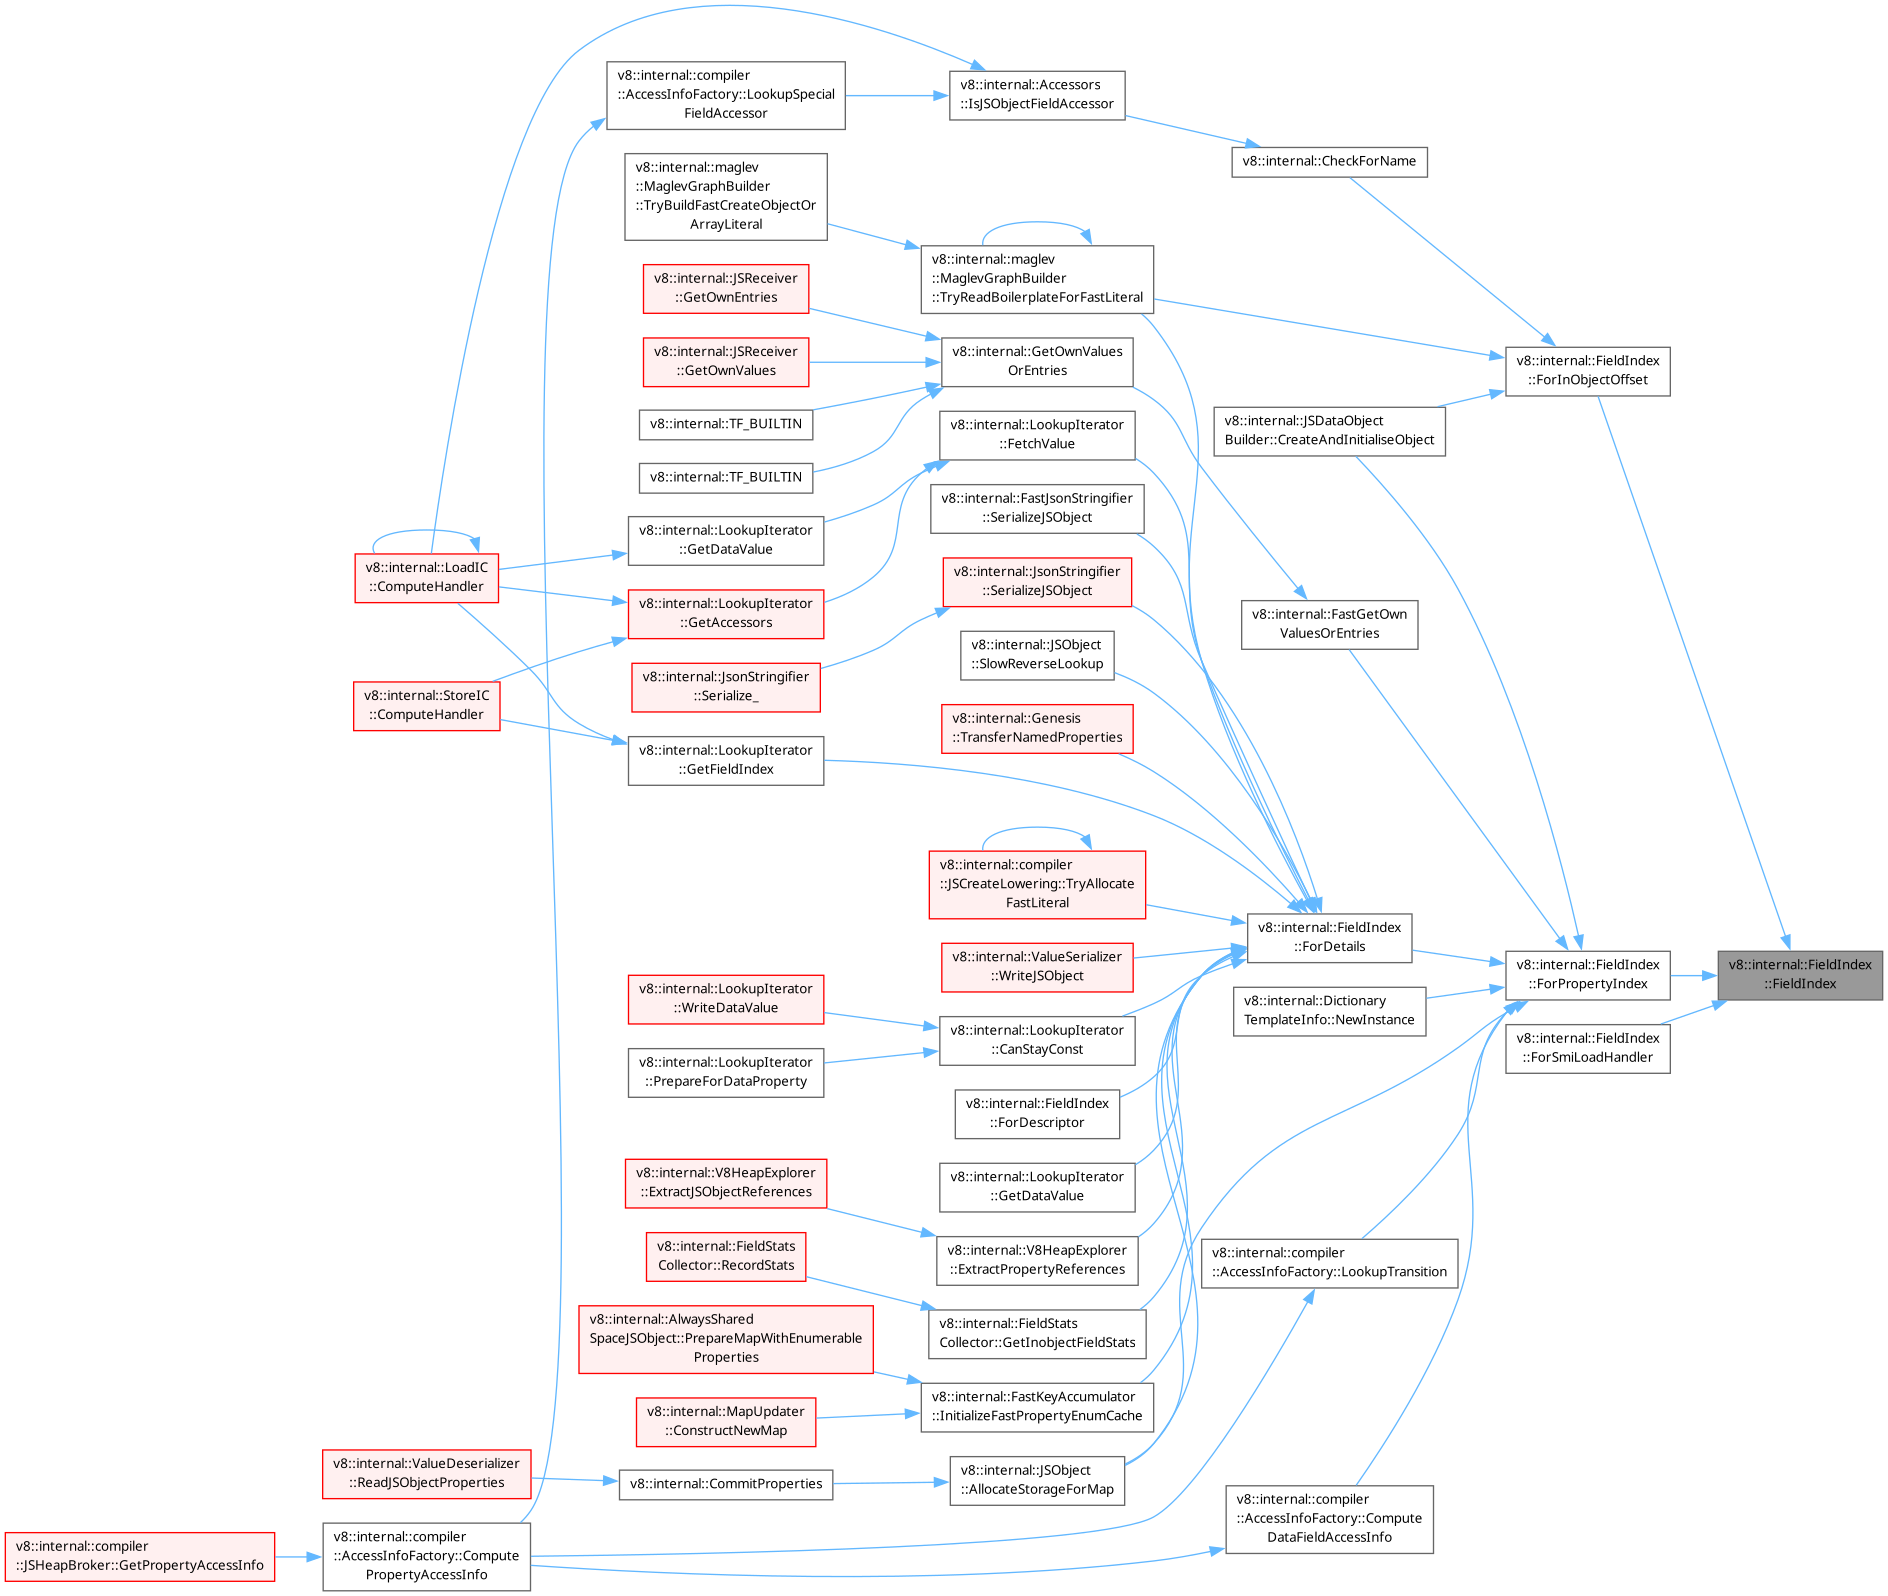 v8::internal::compiler
::AccessInfoFactory::LookupSpecial
FieldAccessor
v8::internal::Accessors
::IsJSObjectFieldAccessor
v8::internal::CheckForName
v8::internal::maglev
::MaglevGraphBuilder
::TryBuildFastCreateObjectOr
ArrayLiteral
v8::internal::maglev
::MaglevGraphBuilder
::TryReadBoilerplateForFastLiteral
v8::internal::JSReceiver
::GetOwnEntries
v8::internal::JSReceiver
::GetOwnValues
v8::internal::GetOwnValues
OrEntries
v8::internal::FieldIndex
::ForInObjectOffset
v8::internal::TF_BUILTIN
v8::internal::LookupIterator
::FetchValue
v8::internal::JSDataObject
Builder::CreateAndInitialiseObject
v8::internal::TF_BUILTIN
v8::internal::FastJsonStringifier
::SerializeJSObject
v8::internal::LookupIterator
::GetDataValue
v8::internal::LoadIC
::ComputeHandler
v8::internal::JsonStringifier
::SerializeJSObject
v8::internal::LookupIterator
::GetAccessors
v8::internal::FastGetOwn
ValuesOrEntries
v8::internal::JSObject
::SlowReverseLookup
v8::internal::JsonStringifier
::Serialize_
v8::internal::StoreIC
::ComputeHandler
v8::internal::Genesis
::TransferNamedProperties
v8::internal::LookupIterator
::GetFieldIndex
v8::internal::compiler
::JSCreateLowering::TryAllocate
FastLiteral
v8::internal::FieldIndex
::ForDetails
v8::internal::ValueSerializer
::WriteJSObject
v8::internal::FieldIndex
::ForPropertyIndex
v8::internal::FieldIndex
::FieldIndex
v8::internal::LookupIterator
::WriteDataValue
v8::internal::Dictionary
TemplateInfo::NewInstance
v8::internal::LookupIterator
::CanStayConst
v8::internal::FieldIndex
::ForSmiLoadHandler
v8::internal::LookupIterator
::PrepareForDataProperty
v8::internal::FieldIndex
::ForDescriptor
v8::internal::V8HeapExplorer
::ExtractJSObjectReferences
v8::internal::LookupIterator
::GetDataValue
v8::internal::FieldStats
Collector::RecordStats
v8::internal::V8HeapExplorer
::ExtractPropertyReferences
v8::internal::compiler
::AccessInfoFactory::LookupTransition
v8::internal::AlwaysShared
SpaceJSObject::PrepareMapWithEnumerable
Properties
v8::internal::FieldStats
Collector::GetInobjectFieldStats
v8::internal::FastKeyAccumulator
::InitializeFastPropertyEnumCache
v8::internal::MapUpdater
::ConstructNewMap
v8::internal::ValueDeserializer
::ReadJSObjectProperties
v8::internal::CommitProperties
v8::internal::JSObject
::AllocateStorageForMap
v8::internal::compiler
::AccessInfoFactory::Compute
DataFieldAccessInfo
v8::internal::compiler
::JSHeapBroker::GetPropertyAccessInfo
v8::internal::compiler
::AccessInfoFactory::Compute
PropertyAccessInfo